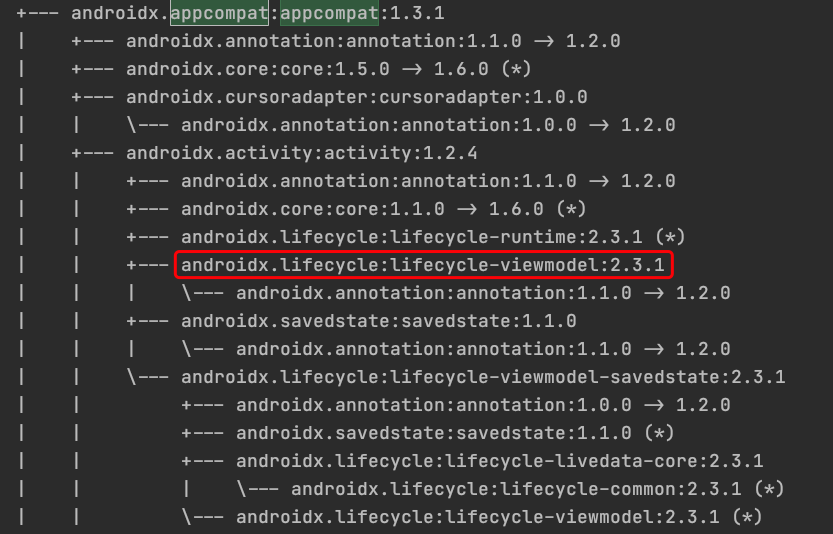 +--- androidx.appcompat:appcompat:1.3.1
|    +--- androidx.annotation:annotation:1.1.0 -> 1.2.0
|    +--- androidx.core:core:1.5.0 -> 1.6.0 (*)
|    +--- androidx.cursoradapter:cursoradapter:1.0.0
|    |    \--- androidx.annotation:annotation:1.0.0 -> 1.2.0
|    +--- androidx.activity:activity:1.2.4
|    |    +--- androidx.annotation:annotation:1.1.0 -> 1.2.0
|    |    +--- androidx.core:core:1.1.0 -> 1.6.0 (*)
|    |    +--- androidx.lifecycle:lifecycle-runtime:2.3.1 (*)
|    |    +--- androidx.lifecycle:lifecycle-viewmodel:2.3.1
|    |    |    \--- androidx.annotation:annotation:1.1.0 -> 1.2.0
|    |    +--- androidx.savedstate:savedstate:1.1.0
|    |    |    \--- androidx.annotation:annotation:1.1.0 -> 1.2.0
|    |    \--- androidx.lifecycle:lifecycle-viewmodel-savedstate:2.3.1
|    |         +--- androidx.annotation:annotation:1.0.0 -> 1.2.0
|    |         +--- androidx.savedstate:savedstate:1.1.0 (*)
|    |         +--- androidx.lifecycle:lifecycle-livedata-core:2.3.1
|    |         |    \--- androidx.lifecycle:lifecycle-common:2.3.1 (*)
|    |         \--- androidx.lifecycle:lifecycle-viewmodel:2.3.1 (*)